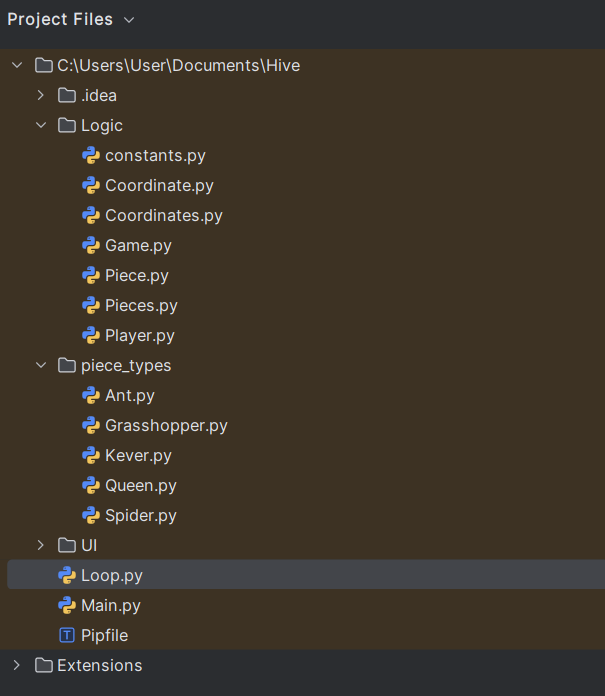 Project Files
C:\Users\User\Documents\Hive
.idea
Logic
constants.py
Coordinate.py
Coordinates.py
Game.py
Piece.py
Pieces.py
Player.py
piece_types
Ant.py
Grasshopper.py
Kever.py
Queen.py
Spider.py
UI
Loop.py
Main.py
T Pipfile
Extensions